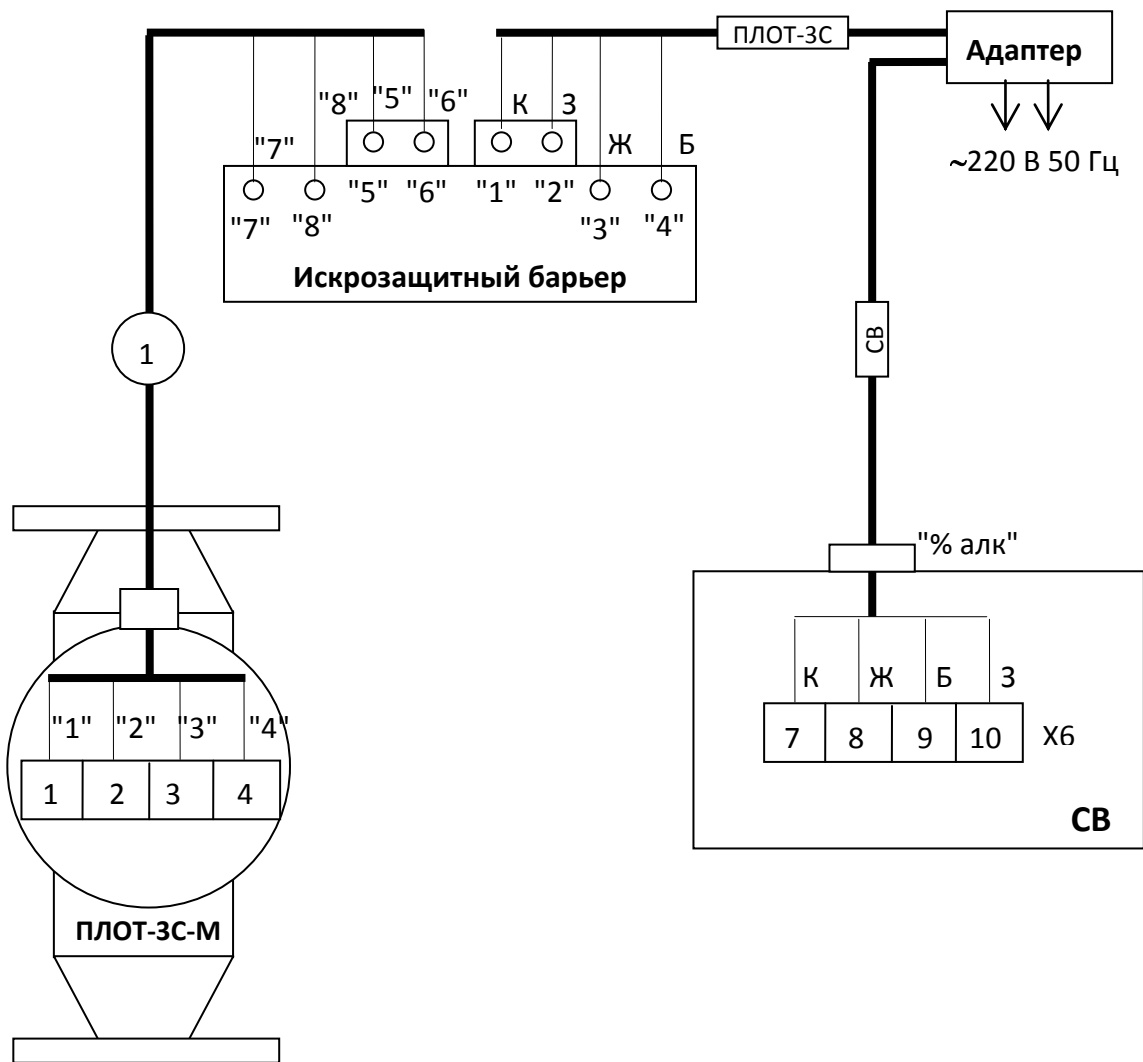 ПЛОТ-3С
Адаптер
~220 В 50 Гц
"7" "8" "5" "6" К З Ж Б
"5" "6" "1" "2"
"7" "8" "3" "4"
Искрозащитный барьер
1
СВ
"% алк"
К Ж Б З
7 8 9 10 X6
СВ
"1" "2" "3" "4"
1 2 3 4
ПЛОТ-3С-М